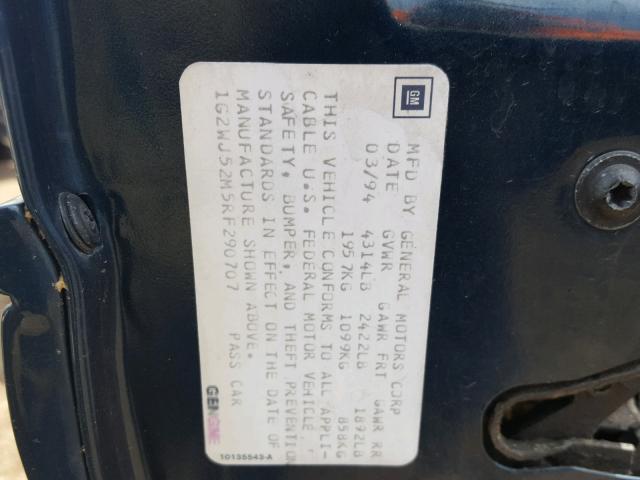 GM
MFD BY GENERAL MOTORS CORP
DATE GVWR GAWR FRT GAWR RR
03/94 4314LB 2422LB 1892LB
1957KG 1099KG 858KG
THIS VEHICLE CONFORMS TO ALL APPLI-
CABLE U.S. FEDERAL MOTOR VEHICLE
SAFETY, BUMPER, AND THEFT PREVENTION
STANDARDS IN EFFECT ON THE DATE OF
MANUFACTURE SHOWN ABOVE.
1G2WJ52M5RF290707 PASS CAR
10135543-A